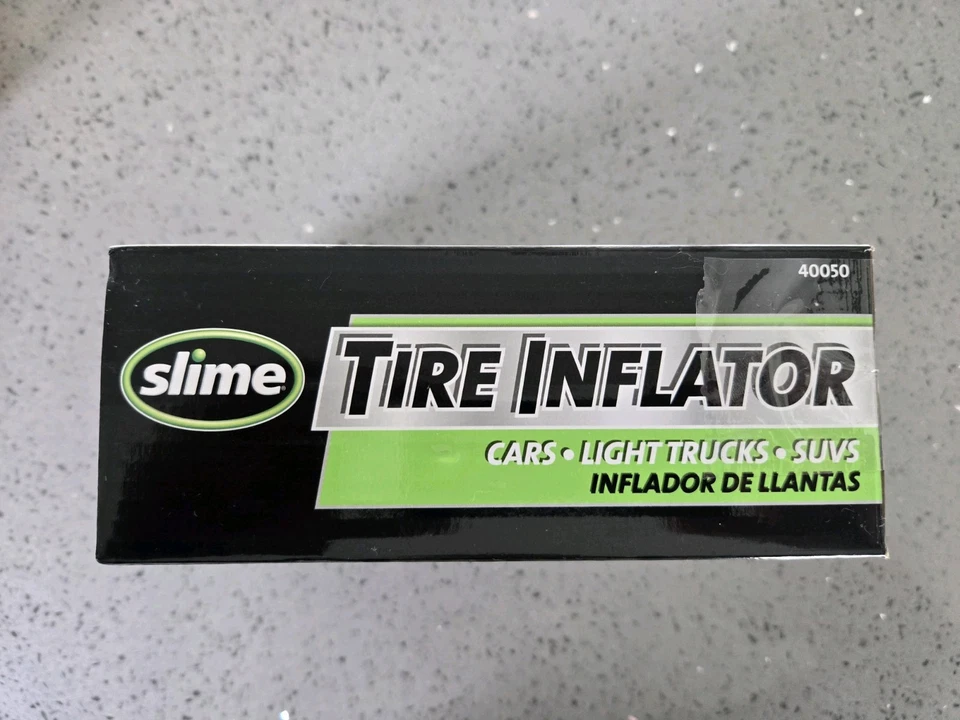 40050
slime
TIRE INFLATOR
CARS • LIGHT TRUCKS • SUVS
INFLADOR DE LLANTAS